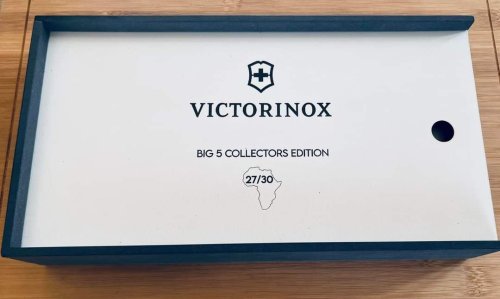 VICTORINOX
BIG 5 COLLECTORS EDITION
27/30